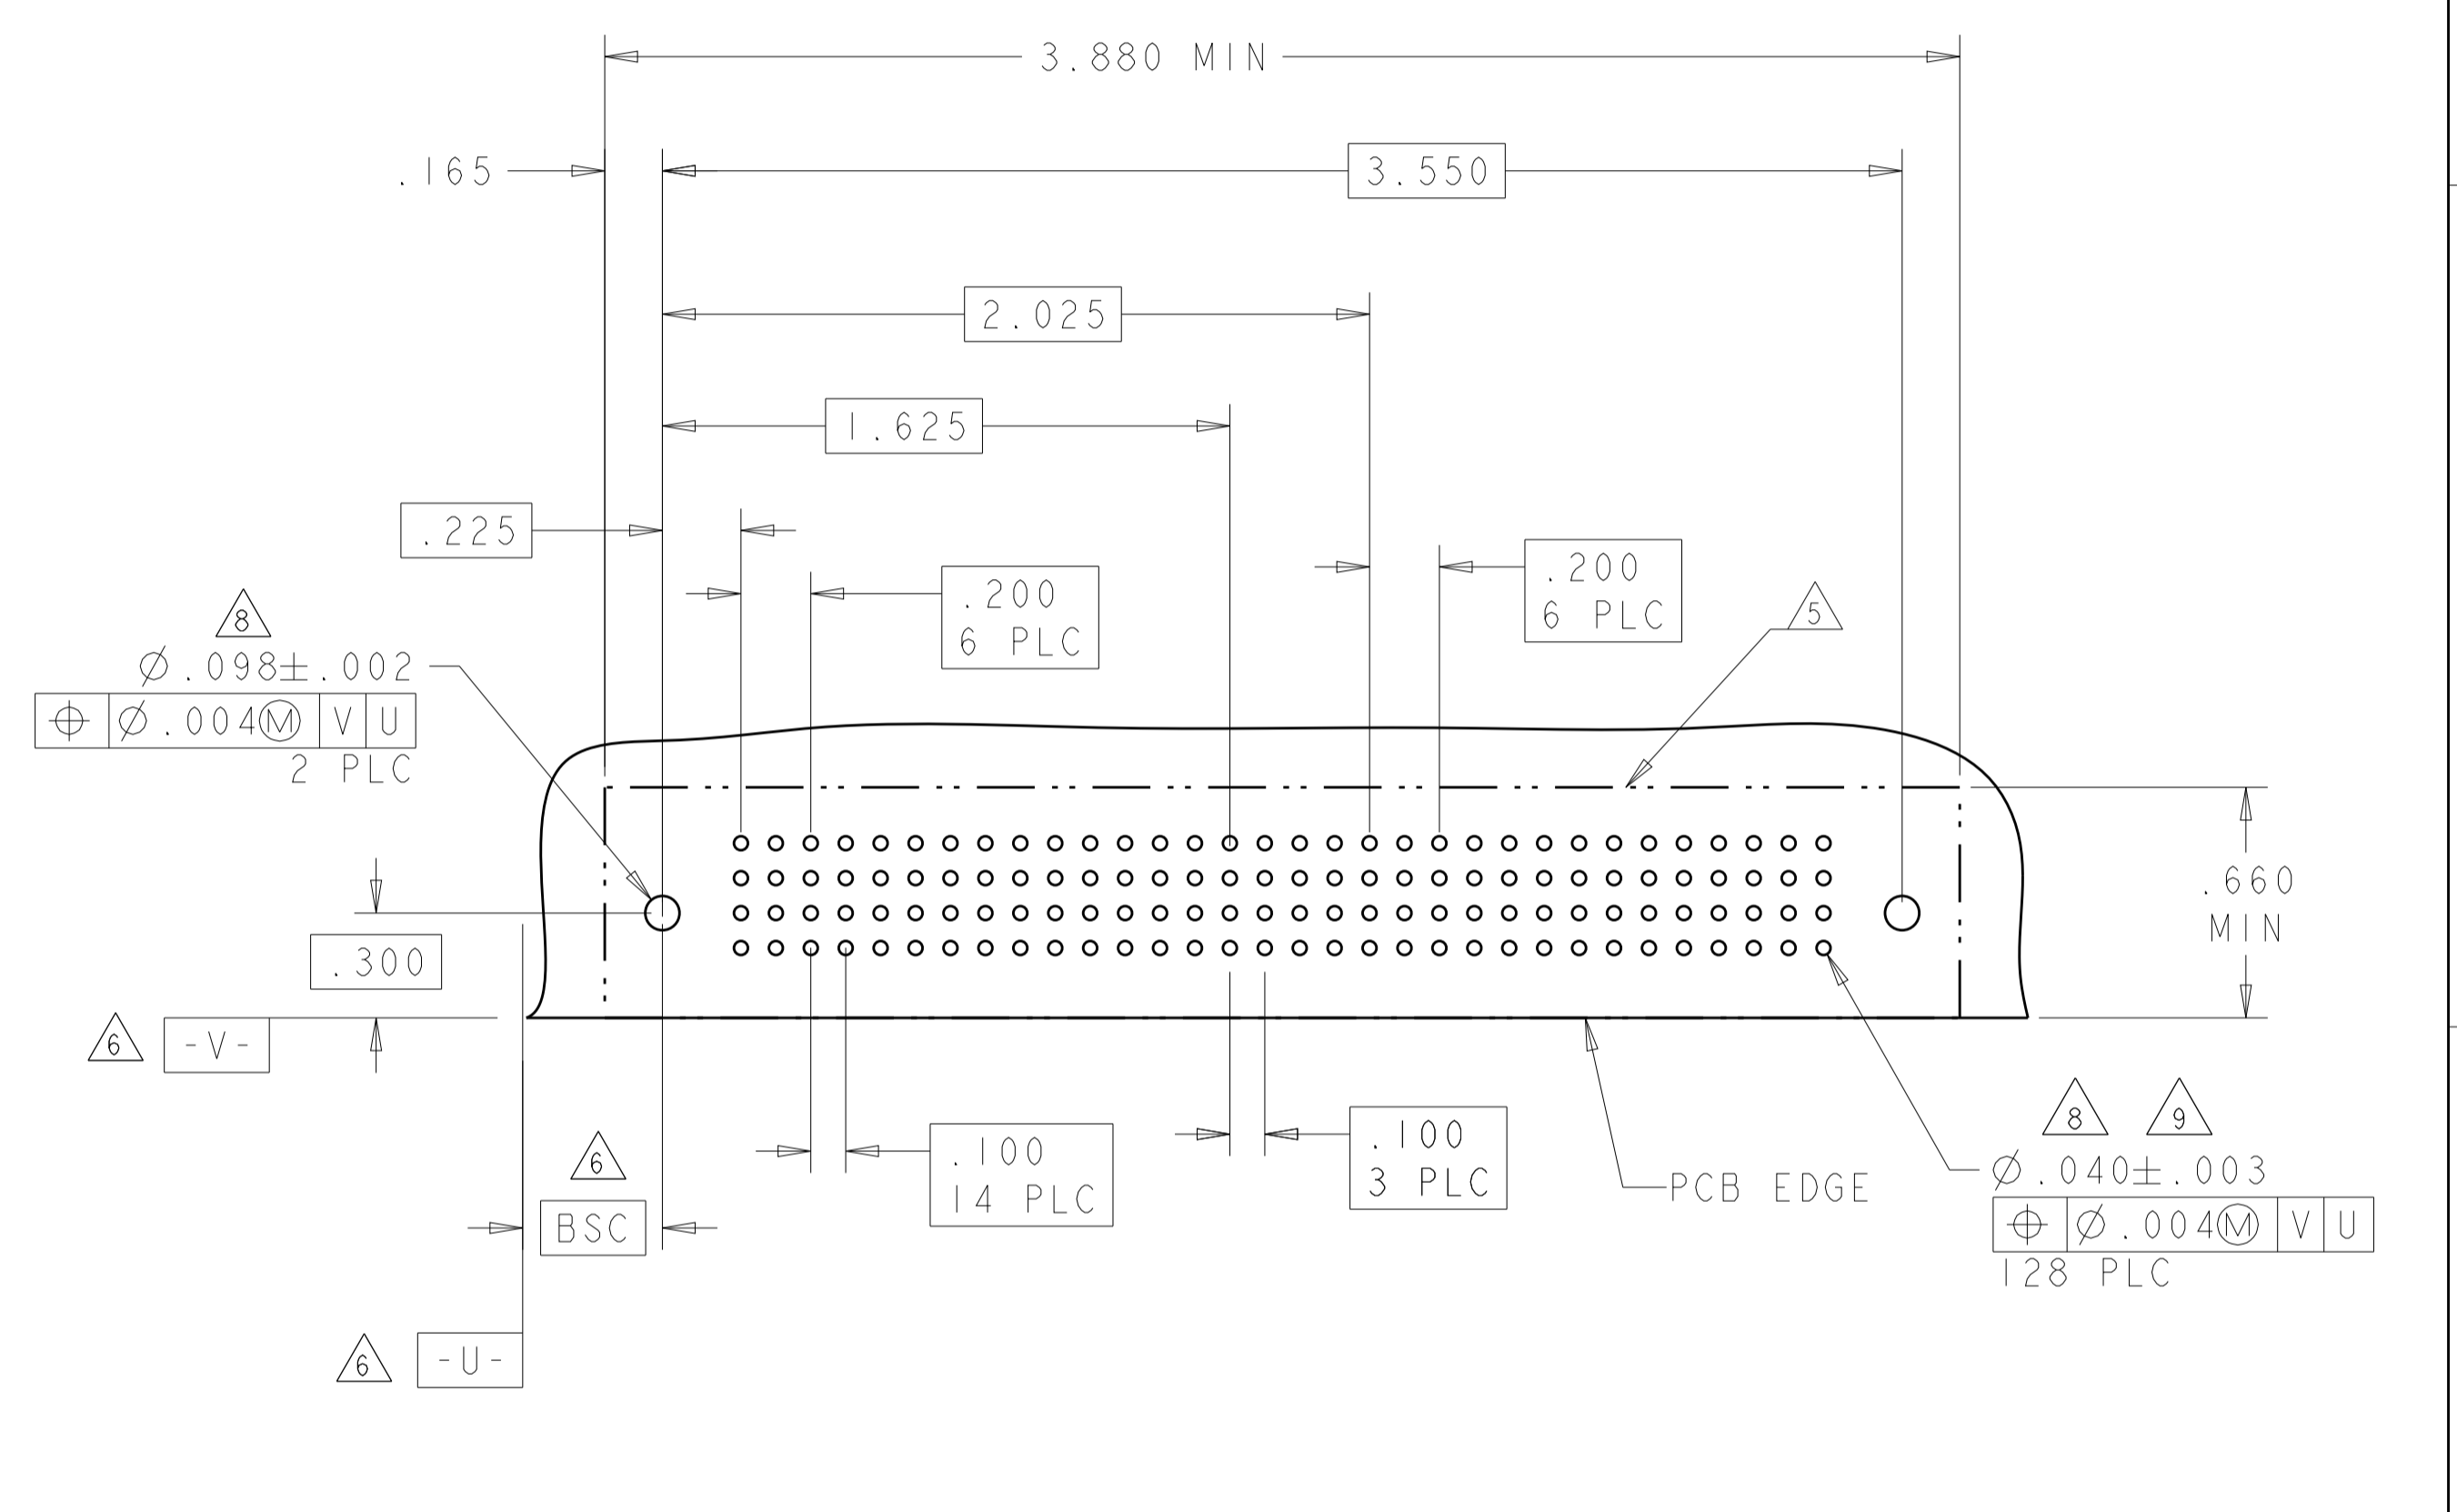 3.880 MIN
.165
3.550
2.025
1.625
.225
.200
6 PLC
.200
6 PLC
5
8
⌀.098±.002
⌖ ⌀.004Ⓜ V U
2 PLC
.660
MIN
.300
6 -V-
6
BSC
.100
14 PLC
.100
3 PLC
PCB EDGE
8 9
⌀.040±.003
⌖ ⌀.004Ⓜ V U
128 PLC
6 -U-